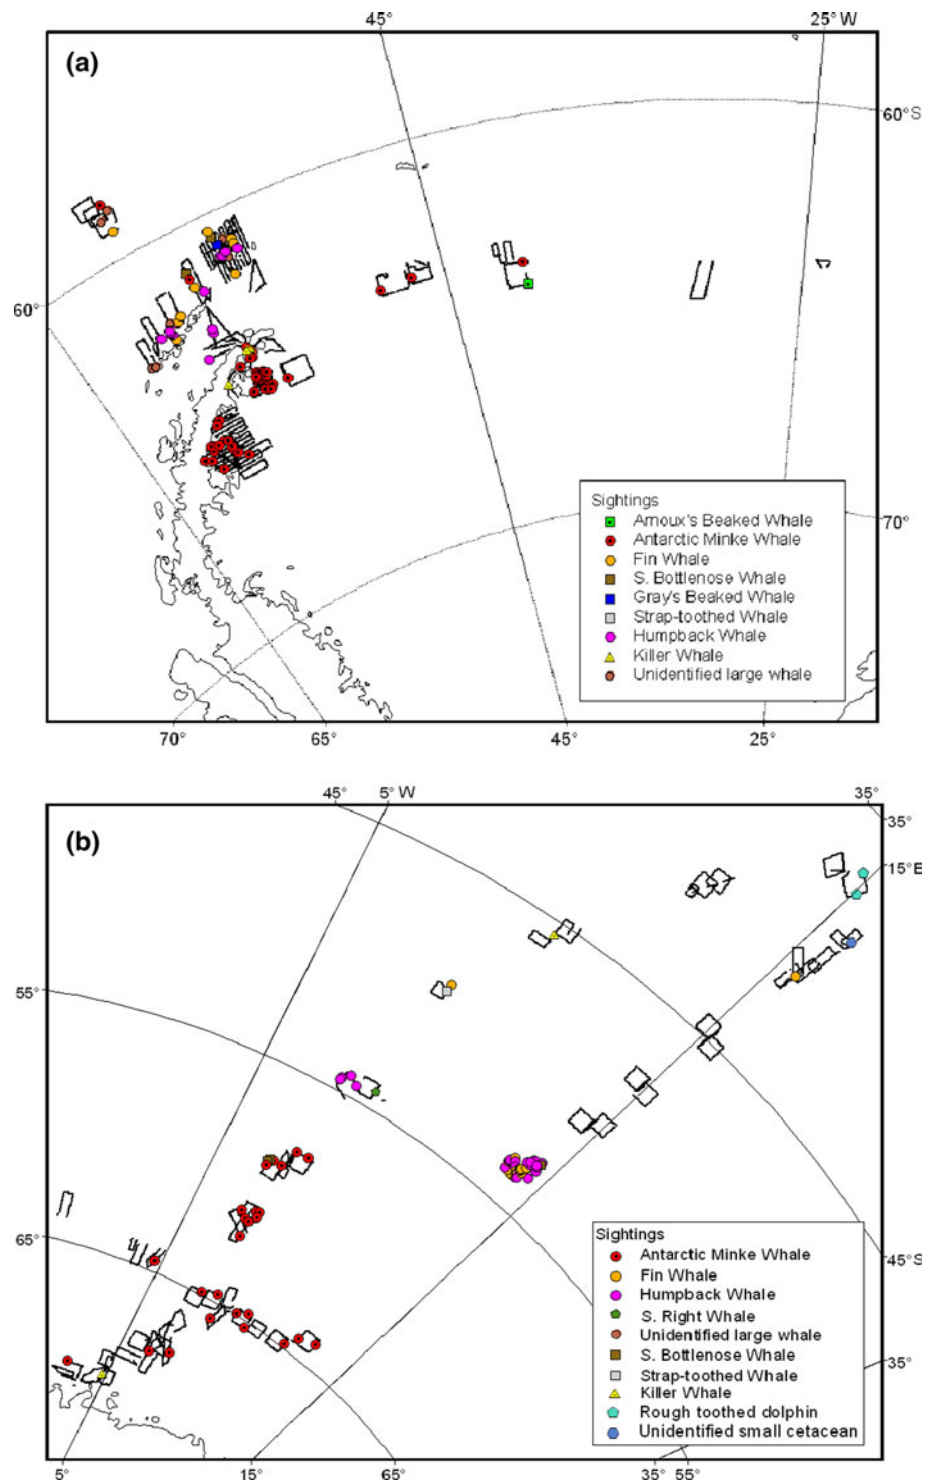 45°
25° W
(a)
60°S
60°
70°
Sightings
Arnoux's Beaked Whale
Antarctic Minke Whale
Fin Whale
S. Bottlenose Whale
Gray's Beaked Whale
Strap-toothed Whale
Humpback Whale
Killer Whale
Unidentified large whale
70°
65°
45°
25°
45°
5° W
35°
(b)
35°
15°E
55°
65°
Sightings
Antarctic Minke Whale
Fin Whale
Humpback Whale
S. Right Whale
Unidentified large whale
S. Bottlenose Whale
Strap-toothed Whale
Killer Whale
Rough toothed dolphin
Unidentified small cetacean
45°S
35°
5°
15°
65°
35°
55°